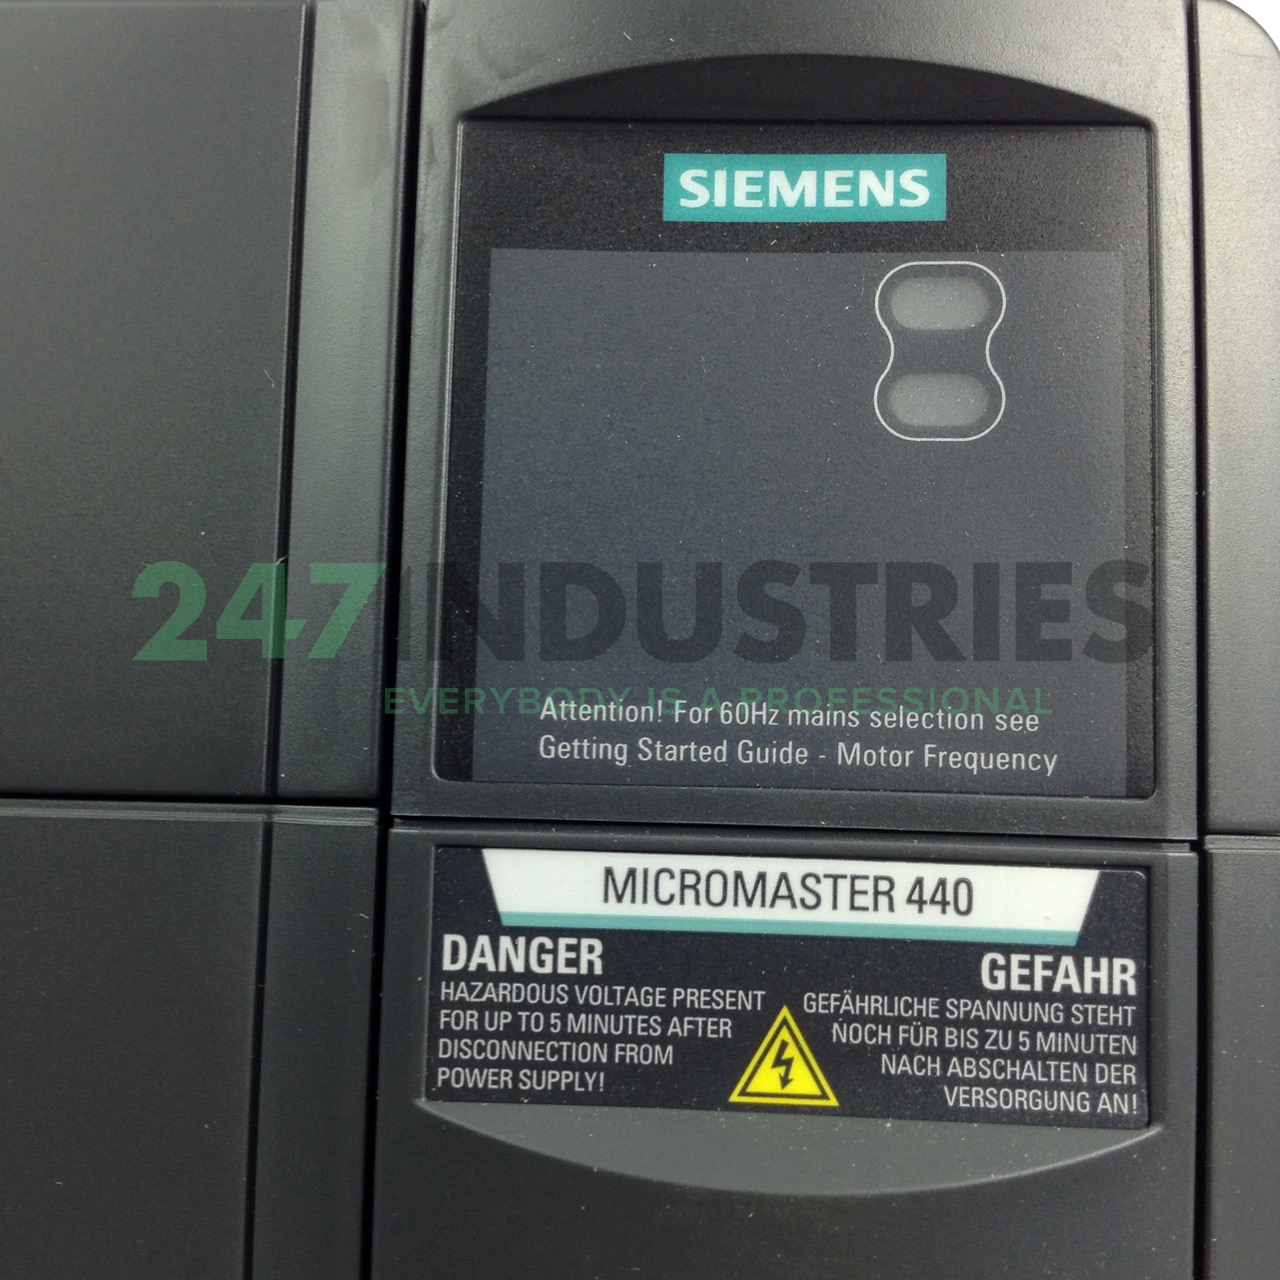 SIEMENS
247INDUSTRIES
EVERYBODY IS A PROFESSIONAL
Attention! For 60Hz mains selection see
Getting Started Guide - Motor Frequency
MICROMASTER 440
DANGER
HAZARDOUS VOLTAGE PRESENT
FOR UP TO 5 MINUTES AFTER
DISCONNECTION FROM
POWER SUPPLY!
GEFAHR
GEFÄHRLICHE SPANNUNG STEHT
NOCH FÜR BIS ZU 5 MINUTEN
NACH ABSCHALTEN DER
VERSORGUNG AN!